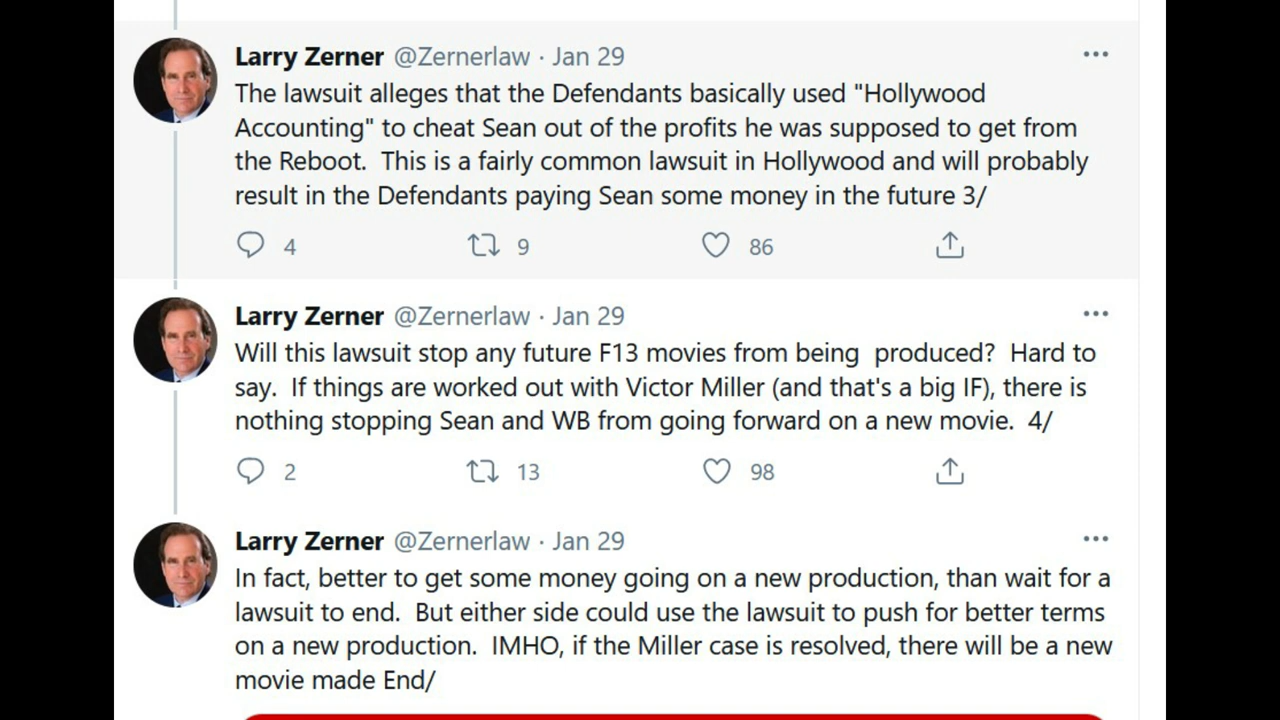 Larry Zerner @Zernerlaw · Jan 29
The lawsuit alleges that the Defendants basically used "Hollywood
Accounting" to cheat Sean out of the profits he was supposed to get from
the Reboot.  This is a fairly common lawsuit in Hollywood and will probably
result in the Defendants paying Sean some money in the future 3/
4 9 86
Larry Zerner @Zernerlaw · Jan 29
Will this lawsuit stop any future F13 movies from being  produced?  Hard to
say.  If things are worked out with Victor Miller (and that's a big IF), there is
nothing stopping Sean and WB from going forward on a new movie.  4/
2 13 98
Larry Zerner @Zernerlaw · Jan 29
In fact, better to get some money going on a new production, than wait for a
lawsuit to end.  But either side could use the lawsuit to push for better terms
on a new production.  IMHO, if the Miller case is resolved, there will be a new
movie made End/